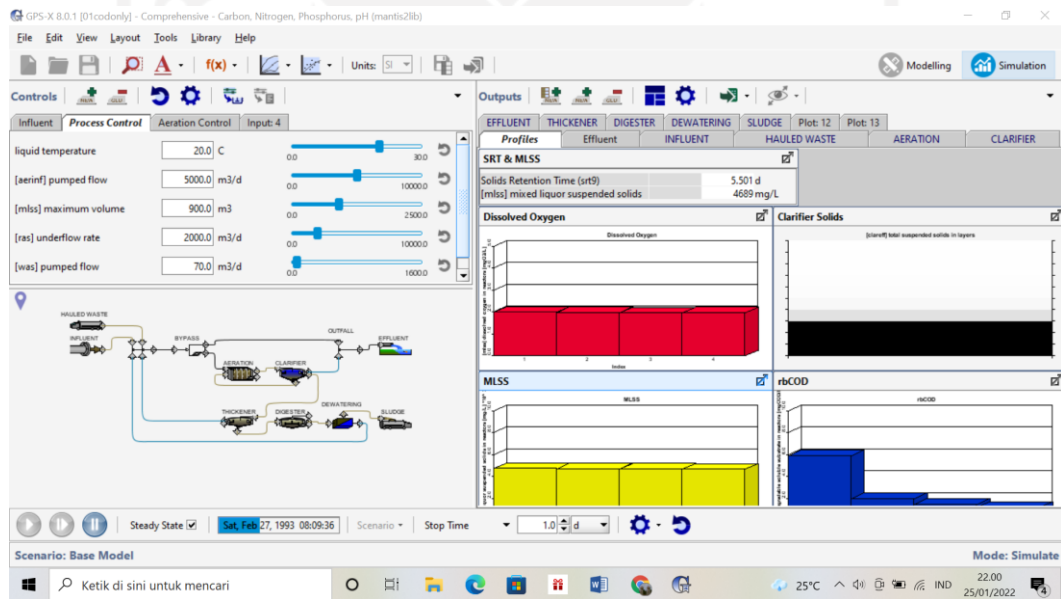 GPS-X 8.0.1 [01codonly] - Comprehensive - Carbon, Nitrogen, Phosphorus, pH (mantis2lib)
File Edit View Layout Tools Library Help
f(x) Units: SI Modelling Simulation
Controls
Influent Process Control Aeration Control Input: 4
liquid temperature 20.0 C 0.0 30.0
[aerinf] pumped flow 5000.0 m3/d 0.0 10000.0
[mlss] maximum volume 900.0 m3 0.0 2500.0
[ras] underflow rate 2000.0 m3/d 0.0 10000.0
[was] pumped flow 70.0 m3/d 0.0 1600.0
HAULED WASTE
INFLUENT
BYPASS
OUTFALL
EFFLUENT
AERATION
CLARIFIER
THICKENER
DIGESTER
DEWATERING
SLUDGE
Outputs
EFFLUENT THICKENER DIGESTER DEWATERING SLUDGE Plot: 12 Plot: 13
Profiles Effluent INFLUENT HAULED WASTE AERATION CLARIFIER
SRT & MLSS
Solids Retention Time (srt9) 5.501 d
[mlss] mixed liquor suspended solids 4689 mg/L
Dissolved Oxygen
Dissolved Oxygen
1 2 3 4
Index
Clarifier Solids
[clareff] total suspended solids in layers
MLSS
MLSS
rbCOD
rbCOD
Steady State Sat, Feb 27, 1993 08:09:36 Scenario Stop Time 1.0 d
Scenario: Base Model
Mode: Simulate
Ketik di sini untuk mencari
25°C IND
22.00
25/01/2022
4